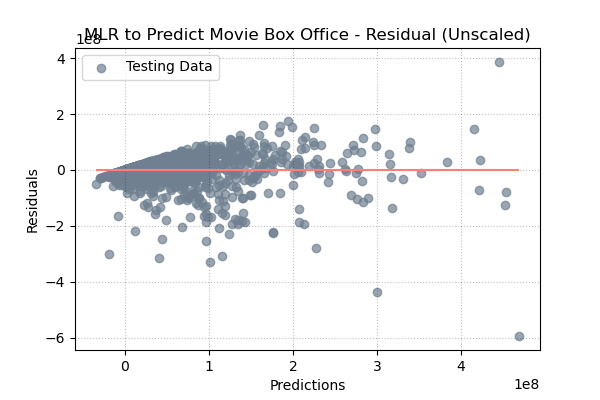 MLR to Predict Movie Box Office - Residual (Unscaled)
1e8
Testing Data
4
2
0
−2
−4
−6
Residuals
0 1 2 3 4
1e8
Predictions